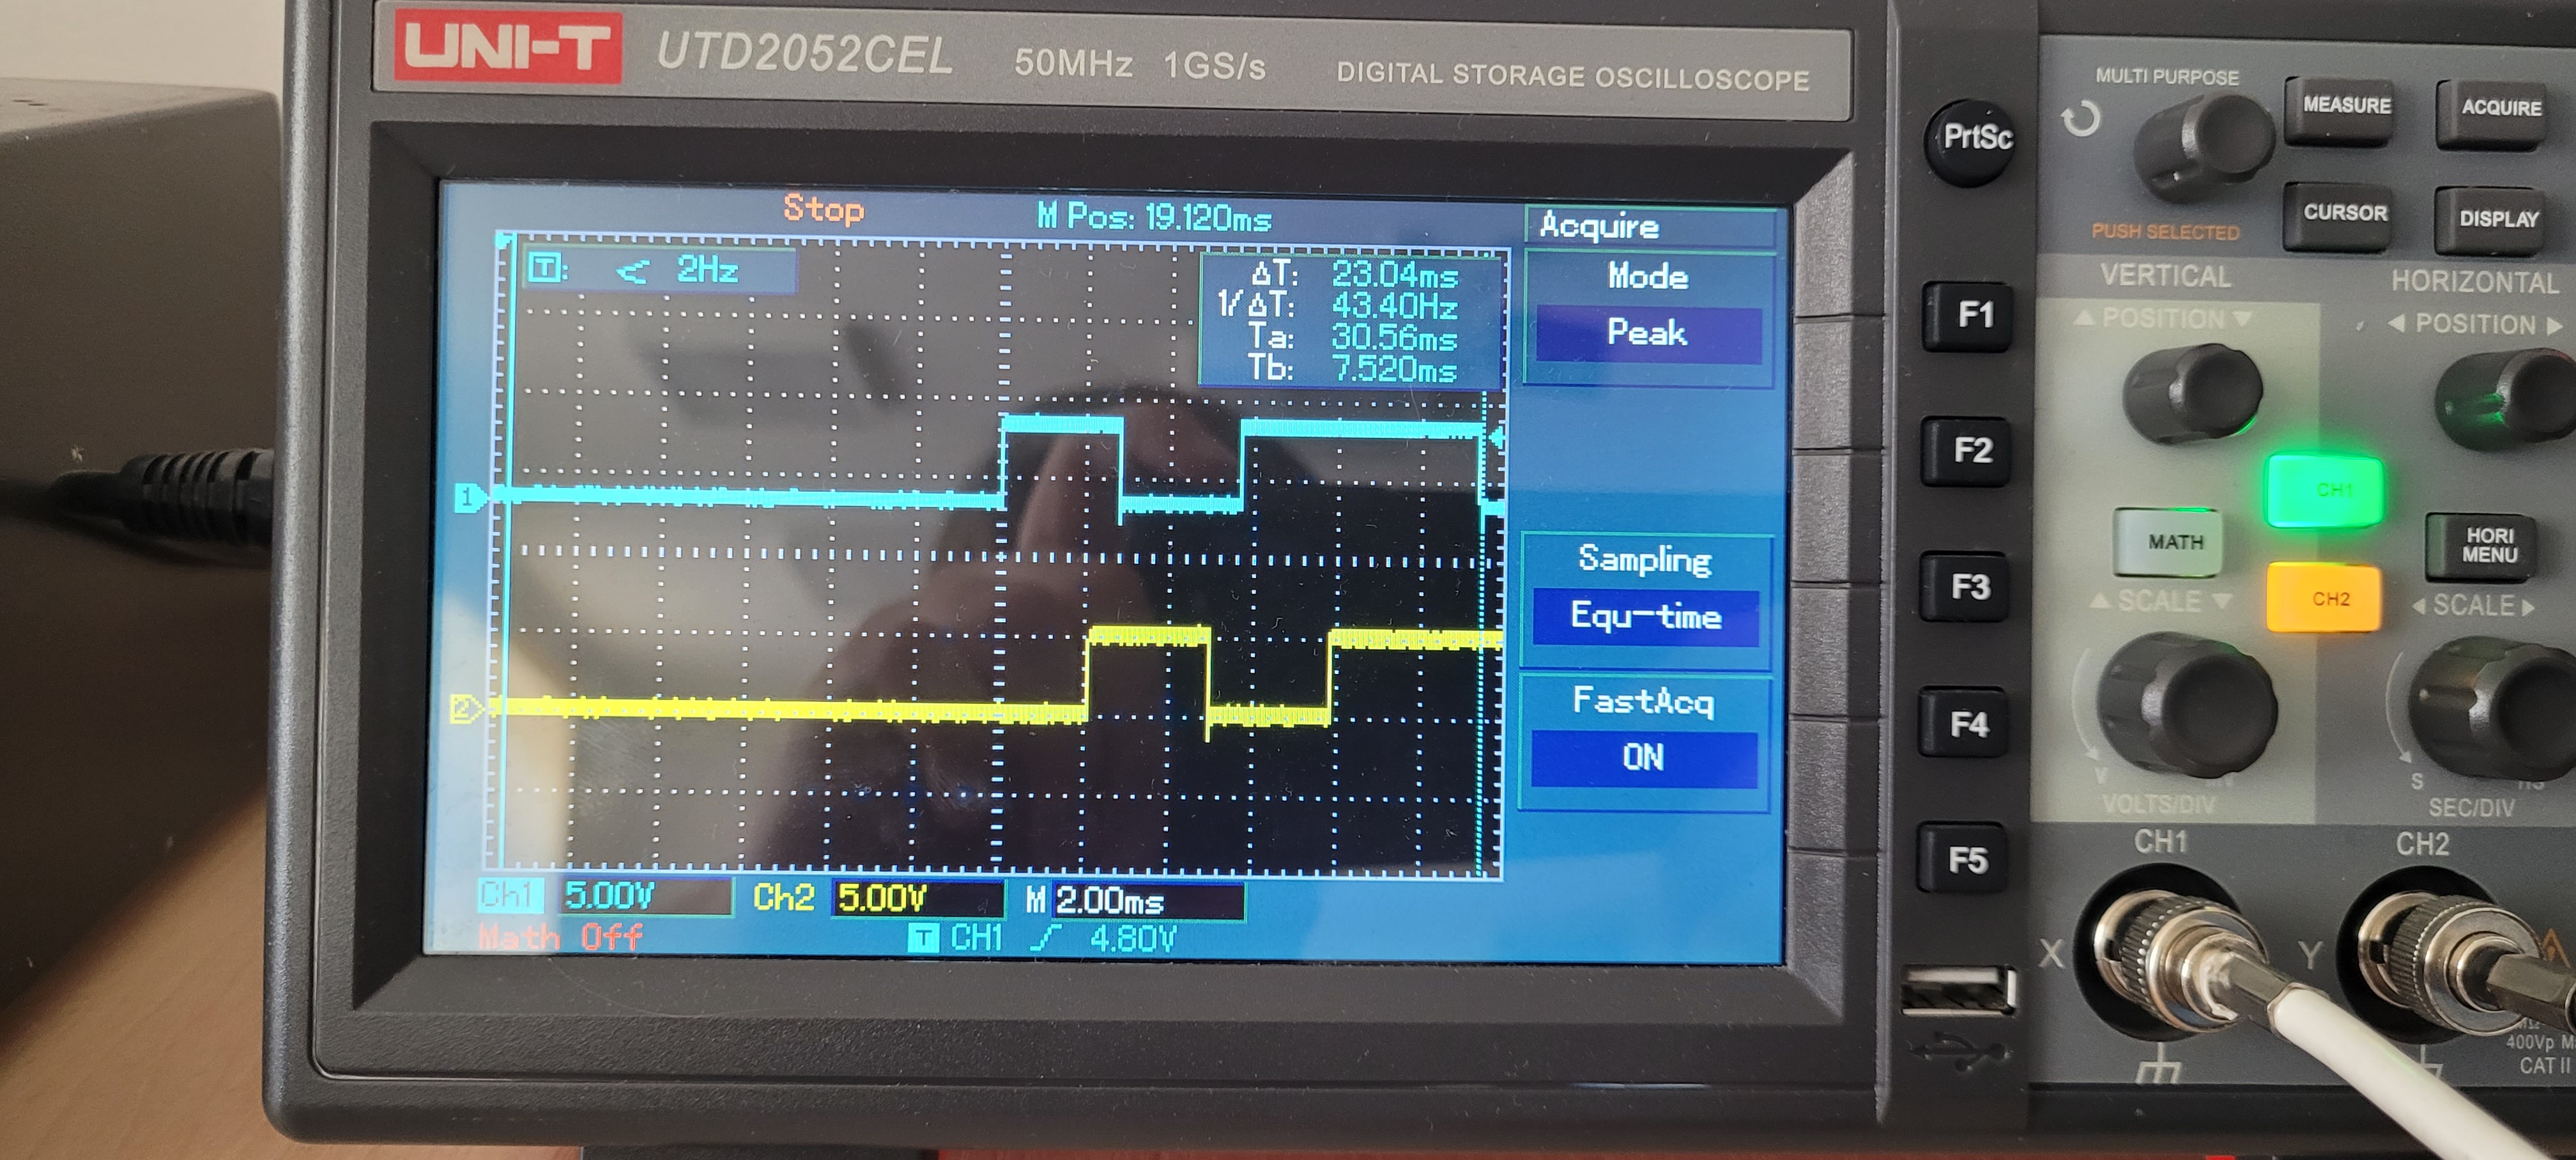 UNI-T UTD2052CEL 50MHz 1GS/s DIGITAL STORAGE OSCILLOSCOPE
Stop M Pos: 19.120ms
T: < 2Hz
ΔT: 23.04ms
1/ΔT: 43.40Hz
Ta: 30.56ms
Tb: 7.520ms
1
2
Ch1 5.00V Ch2 5.00V M 2.00ms
Math Off T CH1 4.80V
Acquire
Mode
Peak
Sampling
Equ-time
FastAcq
ON
PrtSc
F1
F2
F3
F4
F5
MULTI PURPOSE
PUSH SELECTED
MEASURE
ACQUIRE
CURSOR
DISPLAY
VERTICAL
HORIZONTAL
▲ POSITION ▼
◀ POSITION ▶
CH1
MATH
HORI
MENU
CH2
▲ SCALE ▼
◀ SCALE ▶
V
S
VOLTS/DIV
SEC/DIV
CH1
CH2
X
Y
400Vp
CAT II